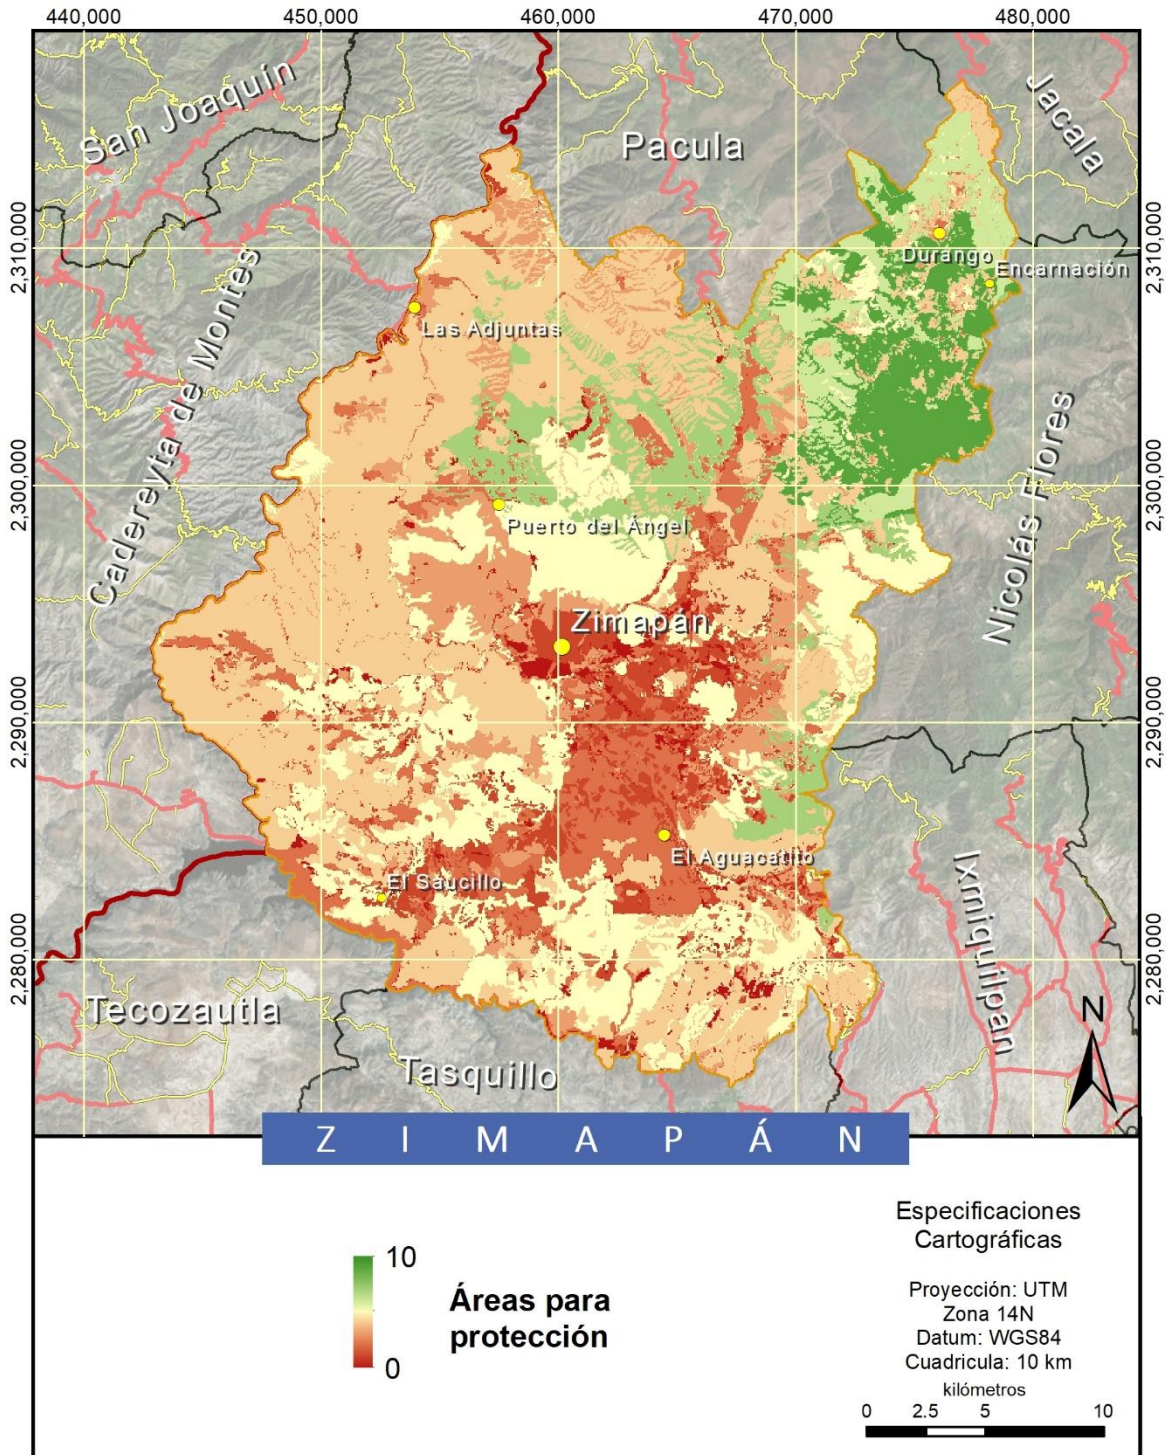 440,000
450,000
460,000
470,000
480,000
San Joaquín
Pacula
Jacala
2,310,000
2,310,000
Durango
Encarnación
Las Adjuntas
Cadereyta de Montes
Nicolás Flores
2,300,000
2,300,000
Puerto del Ángel
Zimapán
2,290,000
2,290,000
El Aguacatito
El Saucillo
Ixmiquilpan
2,280,000
2,280,000
Tecozautla
Tasquillo
N
ZIMAPÁN
Especificaciones
Cartográficas
10
Áreas para
protección
0
Proyección: UTM
Zona 14N
Datum: WGS84
Cuadricula: 10 km
kilómetros
0 2.5 5 10